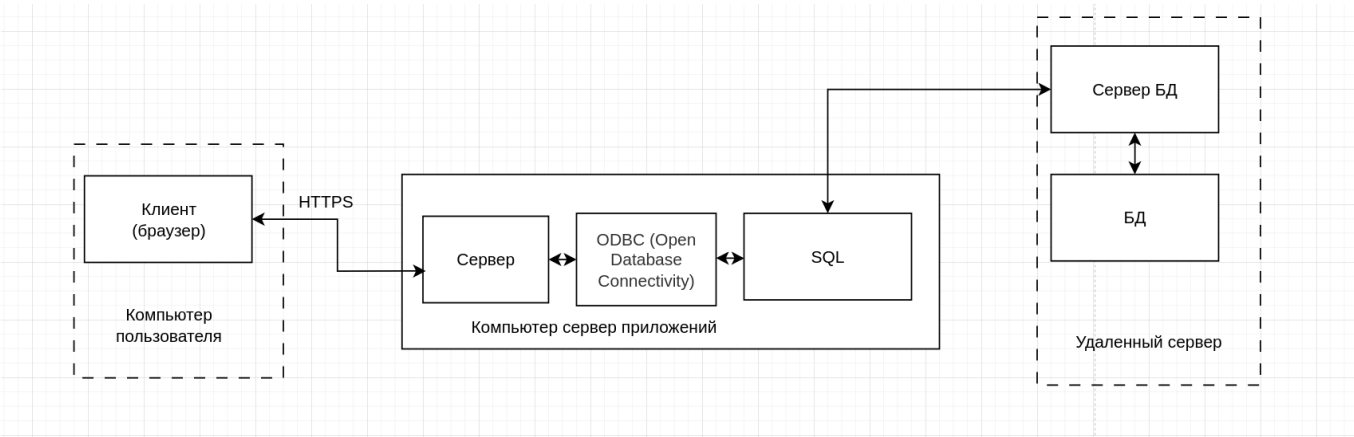 Клиент
(браузер)
Компьютер
пользователя
HTTPS
Сервер
ODBC (Open
Database
Connectivity)
SQL
Компьютер сервер приложений
Сервер БД
БД
Удаленный сервер